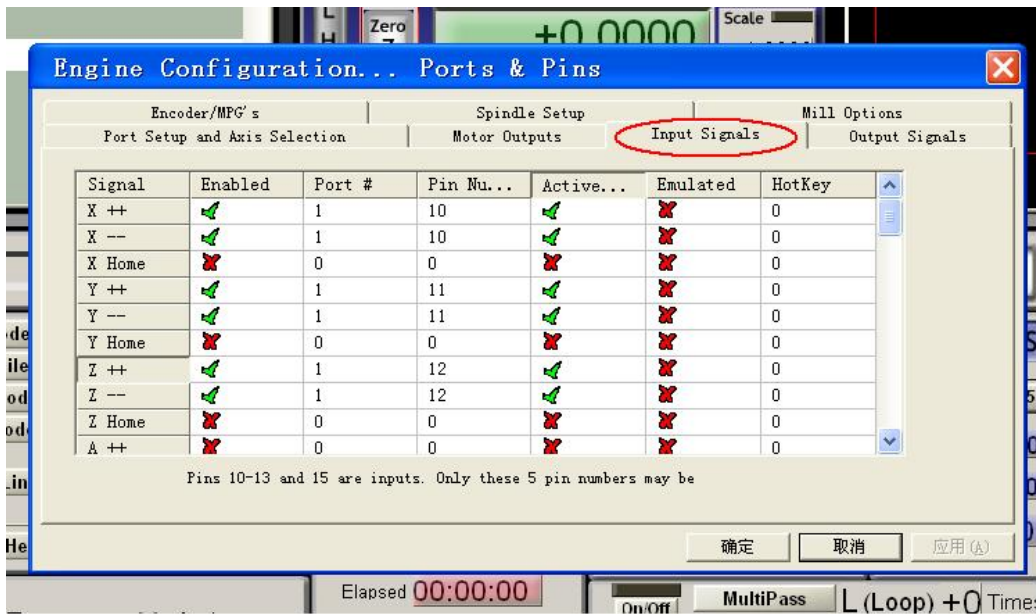 L
H
Zero
Z
+0.0000
Scale
Engine Configuration... Ports & Pins
Encoder/MPG's Spindle Setup Mill Options
Port Setup and Axis Selection Motor Outputs Input Signals Output Signals
Signal Enabled Port # Pin Nu... Active... Emulated HotKey
X ++ 1 10 0
X -- 1 10 0
X Home 0 0 0
Y ++ 1 11 0
Y -- 1 11 0
Y Home 0 0 0
Z ++ 1 12 0
Z -- 1 12 0
Z Home 0 0 0
A ++ 0 0 0
Pins 10-13 and 15 are inputs. Only these 5 pin numbers may be
确定 取消 应用(A)
Elapsed 00:00:00
On/Off MultiPass L (Loop) +0 Time